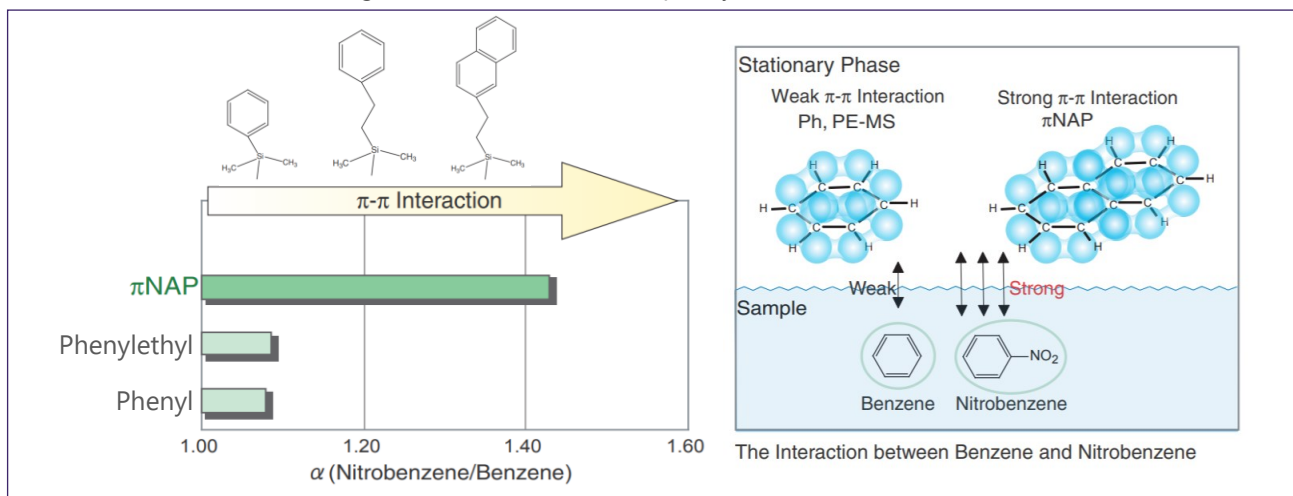 Si
H₃C
CH₃
Si
H₃C
CH₃
Si
H₃C
CH₃
π-π Interaction
πNAP
Phenylethyl
Phenyl
1.00
1.20
1.40
1.60
α (Nitrobenzene/Benzene)
Stationary Phase
Weak π-π Interaction
Ph, PE-MS
Strong π-π Interaction
πNAP
H
H
C
C
H
C
C
H
C
C
H
H
H
H
H
H
C
C
C
C
C
C
C
C
C
C
H
H
H
H
Weak
Strong
Sample
NO₂
Benzene
Nitrobenzene
The Interaction between Benzene and Nitrobenzene